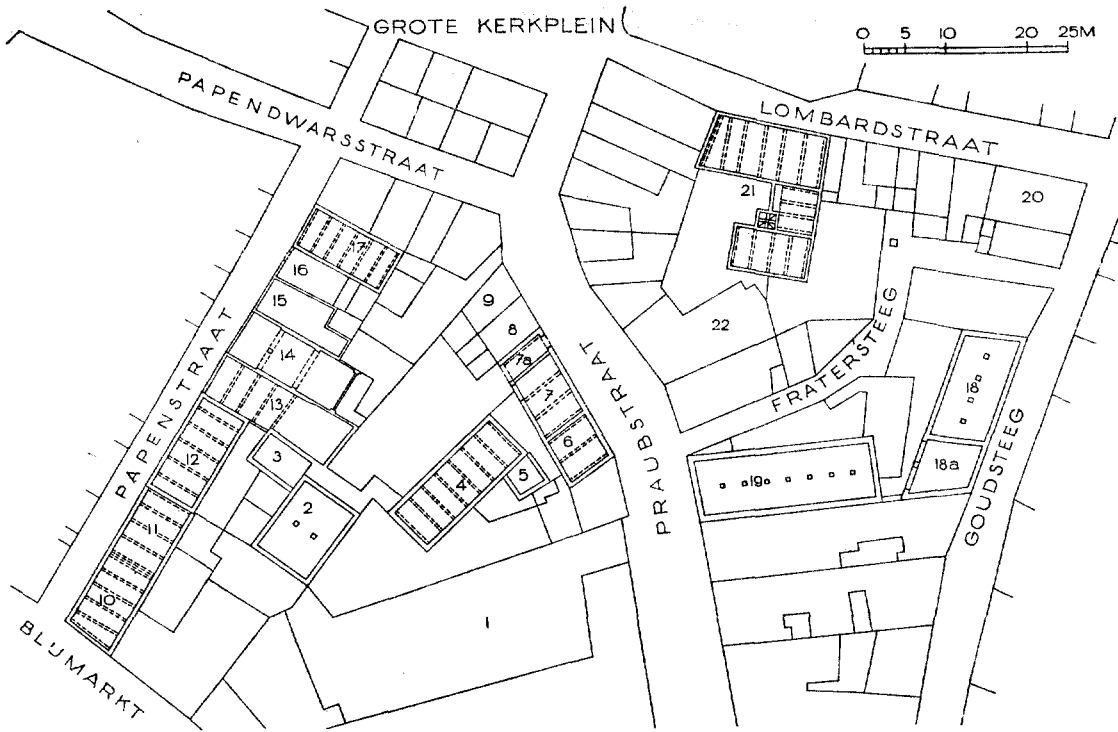 GROTE KERKPLEIN
0 5 10 20 25M
PAPENDWARSSTRAAT
LOMBARDSTRAAT
21
20
17
16
15
9
8
22
7a
7
14
13
6
FRATERSTEEG
18
PAPENSTRAAT
PRAUBSTRAAT
12
3
4
5
19
18a
2
11
GOUDSTEEG
10
1
BLIJMARKT